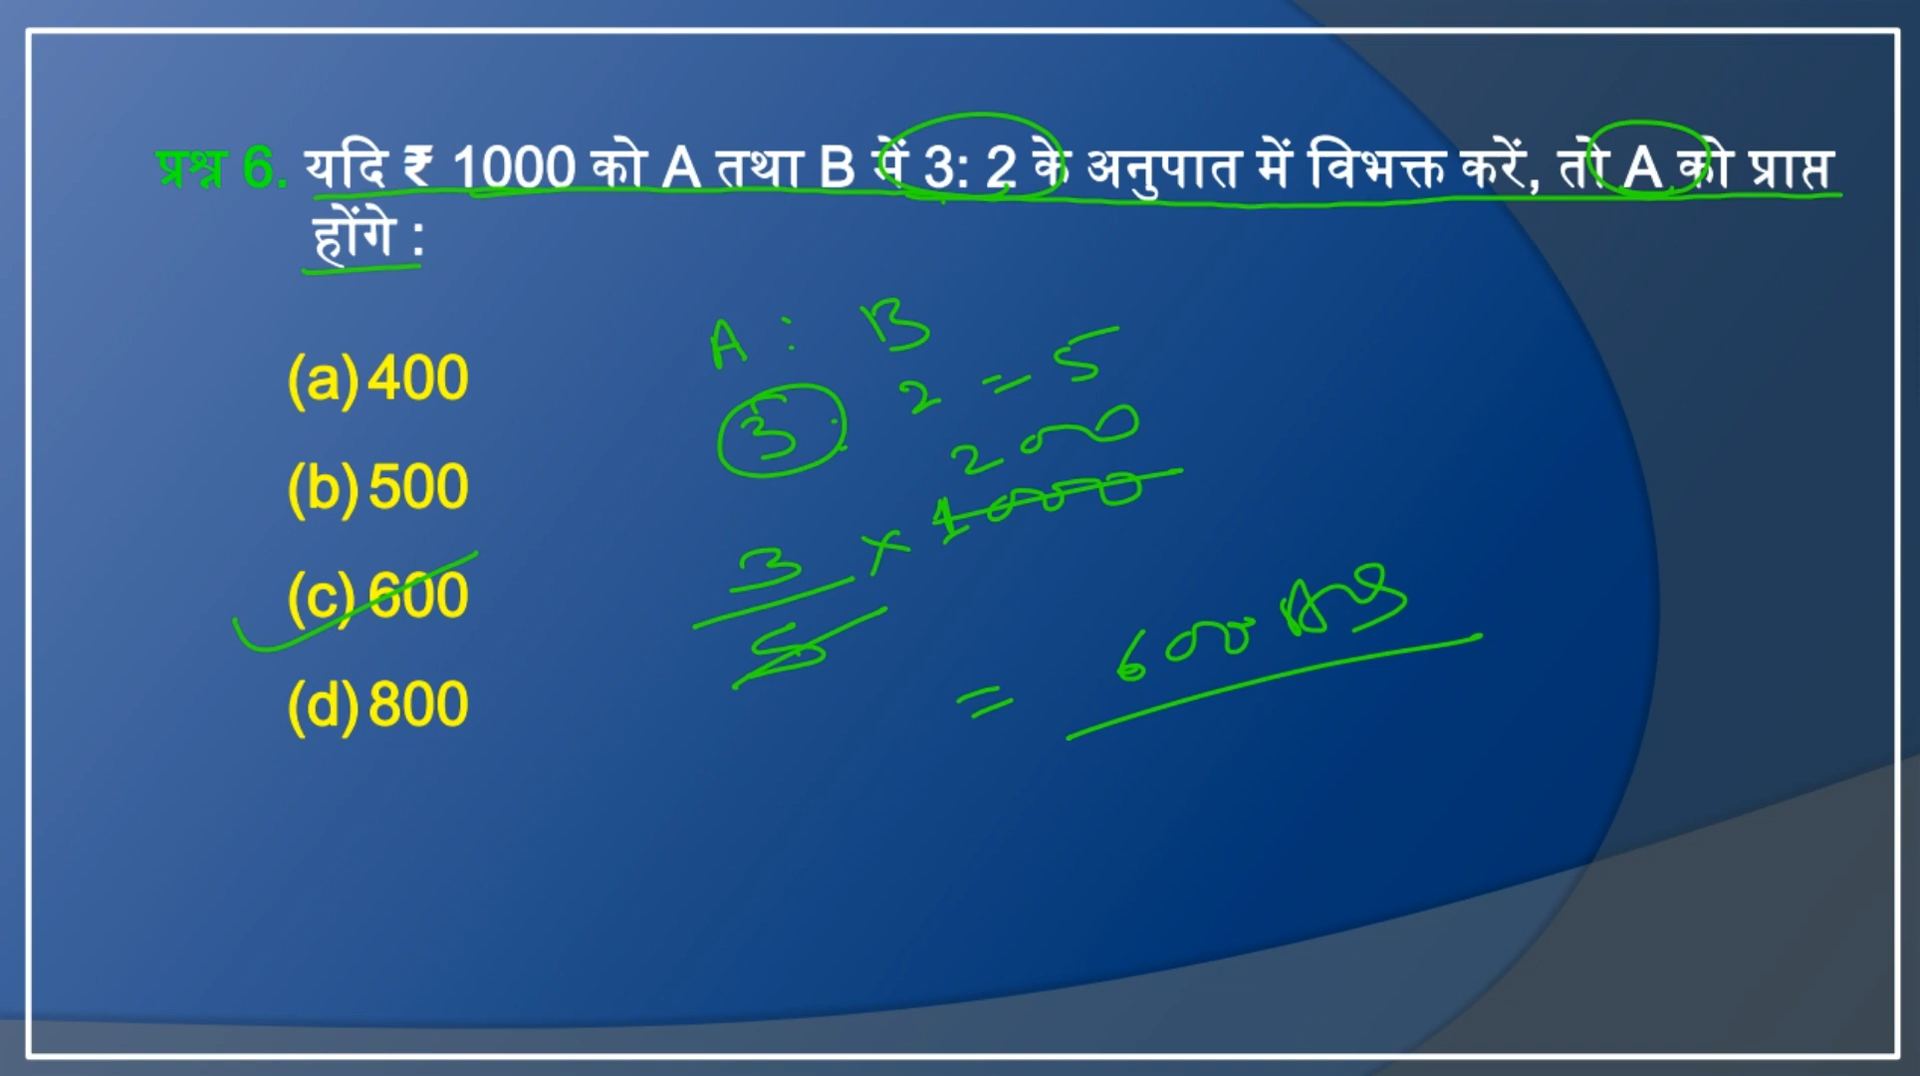 प्रश्न 6. यदि ₹ 1000 को A तथा B में 3: 2 के अनुपात में विभक्त करें, तो A को प्राप्त
होंगे :
(a) 400
(b) 500
(c) 600
(d) 800
A : B
3 : 2 = 5
200
3 × 1000
5
= 600 Ans